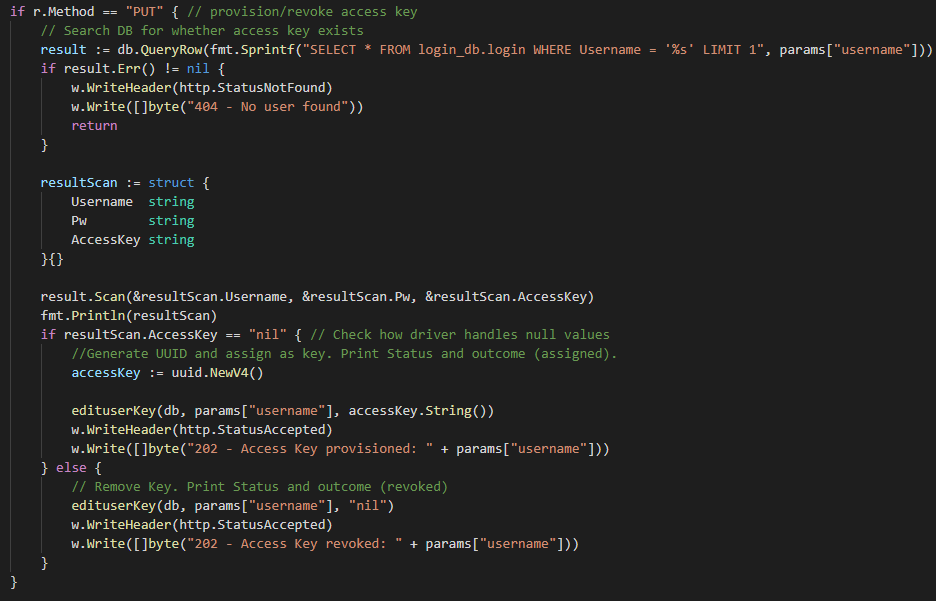 if r.Method == "PUT" { // provision/revoke access key
    // Search DB for whether access key exists
    result := db.QueryRow(fmt.Sprintf("SELECT * FROM login_db.login WHERE Username = '%s' LIMIT 1", params["username"]))
    if result.Err() != nil {
        w.WriteHeader(http.StatusNotFound)
        w.Write([]byte("404 - No user found"))
        return
    }

    resultScan := struct {
        Username  string
        Pw        string
        AccessKey string
    }{}

    result.Scan(&resultScan.Username, &resultScan.Pw, &resultScan.AccessKey)
    fmt.Println(resultScan)
    if resultScan.AccessKey == "nil" { // Check how driver handles null values
        //Generate UUID and assign as key. Print Status and outcome (assigned).
        accessKey := uuid.NewV4()

        edituserKey(db, params["username"], accessKey.String())
        w.WriteHeader(http.StatusAccepted)
        w.Write([]byte("202 - Access Key provisioned: " + params["username"]))
    } else {
        // Remove Key. Print Status and outcome (revoked)
        edituserKey(db, params["username"], "nil")
        w.WriteHeader(http.StatusAccepted)
        w.Write([]byte("202 - Access Key revoked: " + params["username"]))
    }
}